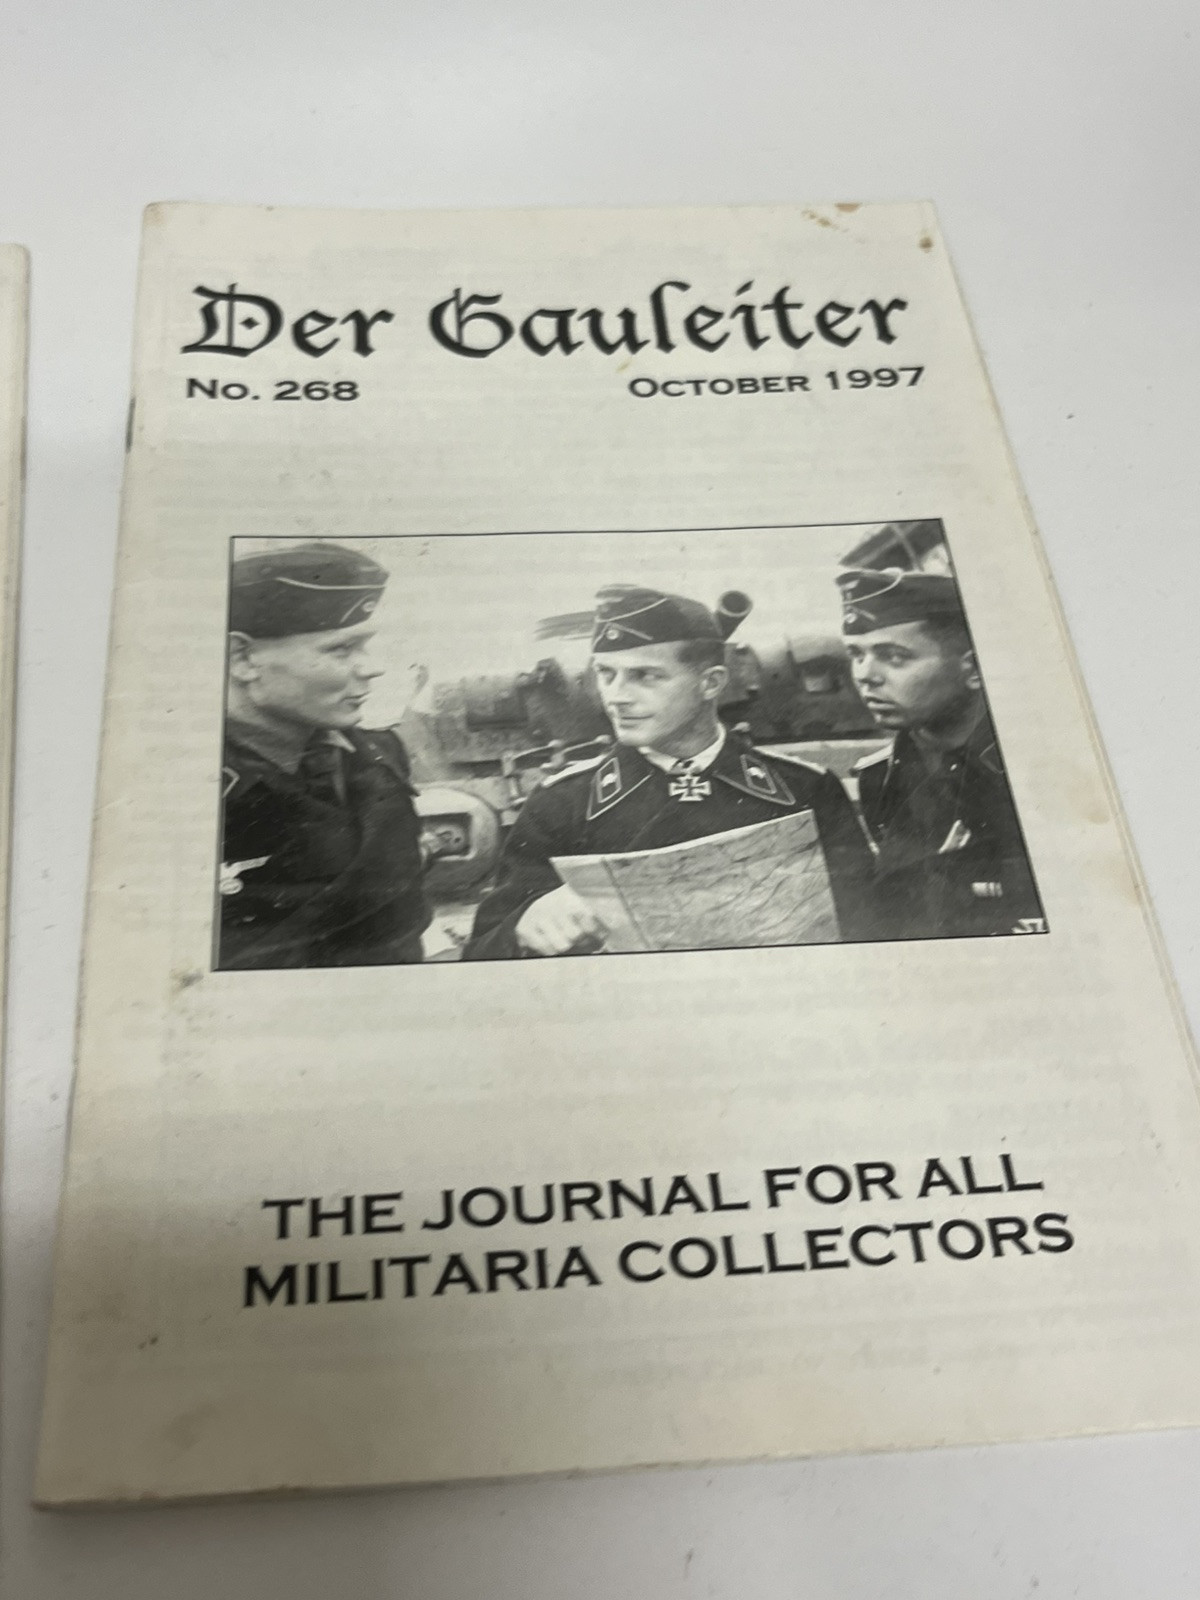 Der Gauleiter
No. 268
October 1997
THE JOURNAL FOR ALL
MILITARIA COLLECTORS